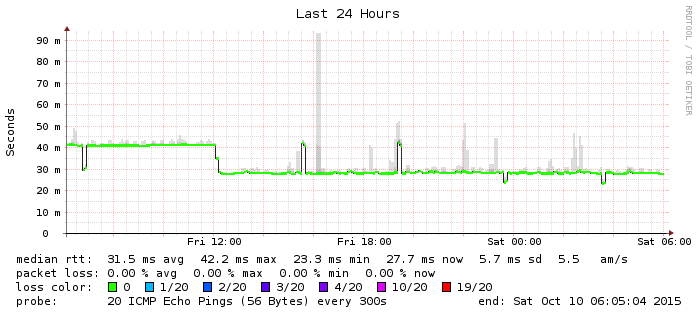 Last 24 Hours
RRDTOOL / TOBI OETIKER
Seconds
90 m
80 m
70 m
60 m
50 m
40 m
30 m
20 m
10 m
0
Fri 12:00 Fri 18:00 Sat 00:00 Sat 06:00
median rtt: 31.5 ms avg 42.2 ms max 23.3 ms min 27.7 ms now 5.7 ms sd 5.5 am/s
packet loss: 0.00 % avg 0.00 % max 0.00 % min 0.00 % now
loss color: 0 1/20 2/20 3/20 4/20 10/20 19/20
probe: 20 ICMP Echo Pings (56 Bytes) every 300s end: Sat Oct 10 06:05:04 2015